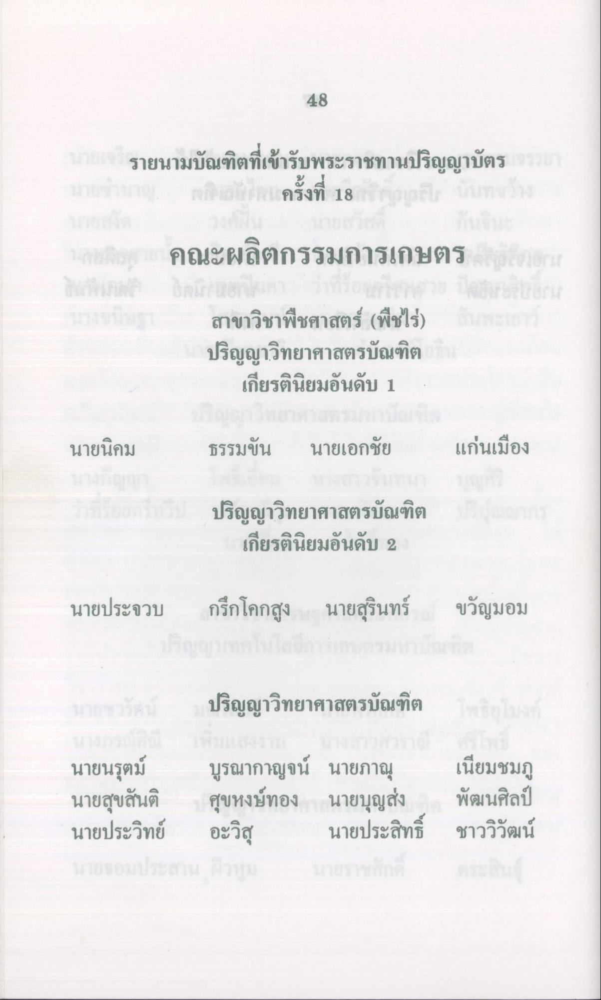 48
รายนามบัณฑิตที่เข้ารับพระราชทานปริญญาบัตร
ครั้งที่ 18
คณะผลิตกรรมการเกษตร
สาขาวิชาพืชศาสตร์ (พืชไร่)
ปริญญาวิทยาศาสตรบัณฑิต
เกียรตินิยมอันดับ 1
นายนิคม ธรรมขัน นายเอกชัย แก่นเมือง
ปริญญาวิทยาศาสตรบัณฑิต
เกียรตินิยมอันดับ 2
นายประจวบ กรึกโคกสูง นายสุรินทร์ ขวัญมอม
ปริญญาวิทยาศาสตรบัณฑิต
นายนรุตม์ บูรณากาญจน์ นายภาณุ เนียมชมภู
นายสุขสันติ ศุขหงษ์ทอง นายบุญส่ง พัฒนศิลป์
นายประวิทย์ อะวิสุ นายประสิทธิ์ ชาววิวัฒน์